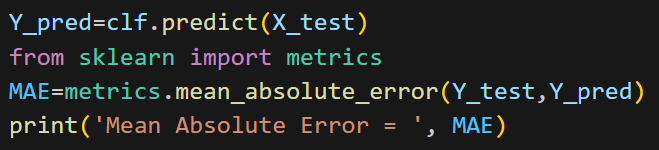 Y_pred=clf.predict(X_test)
from sklearn import metrics
MAE=metrics.mean_absolute_error(Y_test,Y_pred)
print('Mean Absolute Error = ', MAE)